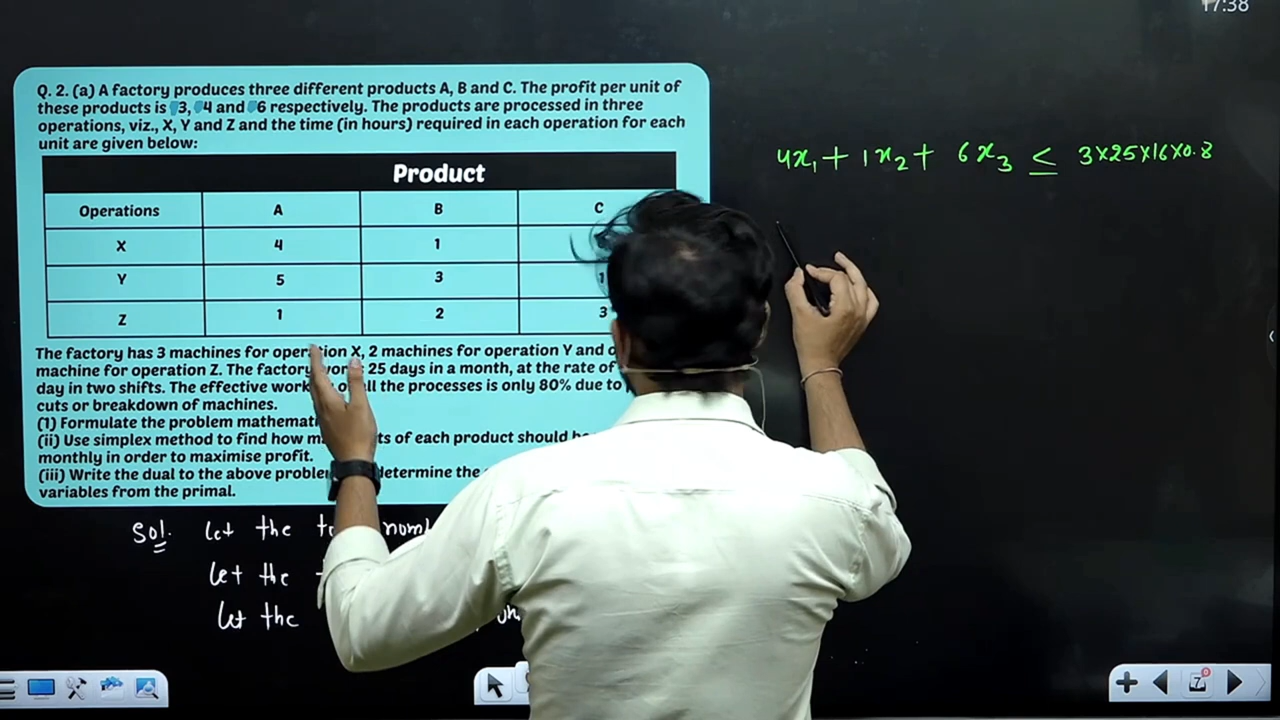 17:38
Q. 2. (a) A factory produces three different products A, B and C. The profit per unit of
these products is 3, 4 and 6 respectively. The products are processed in three
operations, viz., X, Y and Z and the time (in hours) required in each operation for each
unit are given below:
Product
Operations A B C
X 4 1
Y 5 3 1
Z 1 2 3
The factory has 3 machines for operation X, 2 machines for operation Y and
machine for operation Z. The factory 25 days in a month, at the rate of
day in two shifts. The effective all the processes is only 80% due to
cuts or breakdown of machines.
(1) Formulate the problem
(ii) Use simplex method to find how of each product should
monthly in order to maximise profit.
(iii) Write the dual to the above determine the
variables from the primal.
4x₁ + 1x₂ + 6x₃ ≤ 3×25×16×0.8
Sol. let the
let the
let the
7